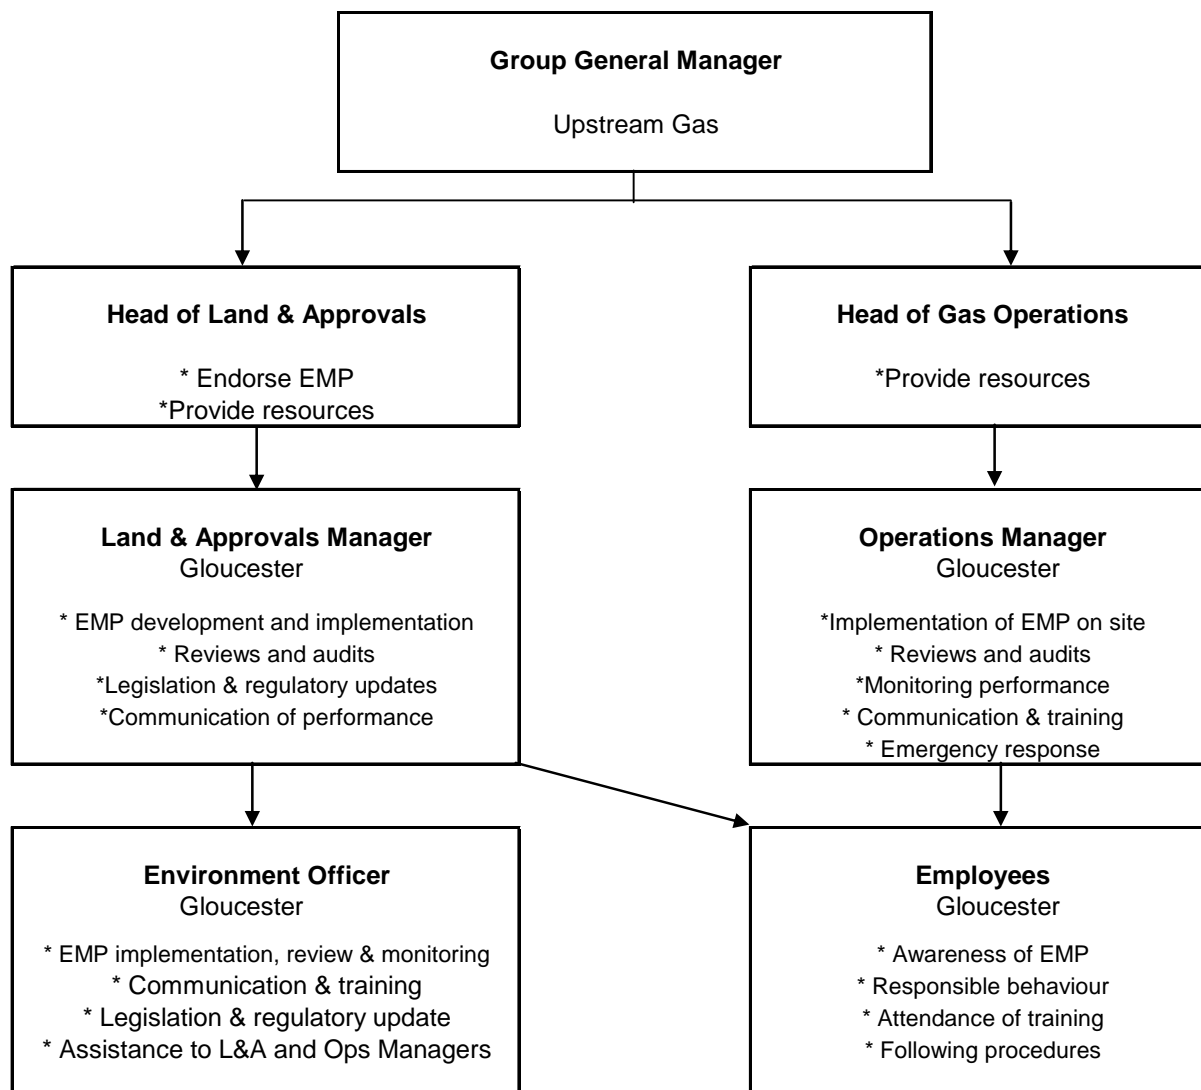 Group General Manager
Upstream Gas
Head of Land & Approvals
* Endorse EMP
*Provide resources
Head of Gas Operations
*Provide resources
Land & Approvals Manager
Gloucester
* EMP development and implementation
* Reviews and audits
*Legislation & regulatory updates
*Communication of performance
Operations Manager
Gloucester
*Implementation of EMP on site
* Reviews and audits
*Monitoring performance
* Communication & training
* Emergency response
Environment Officer
Gloucester
* EMP implementation, review & monitoring
* Communication & training
* Legislation & regulatory update
* Assistance to L&A and Ops Managers
Employees
Gloucester
* Awareness of EMP
* Responsible behaviour
* Attendance of training
* Following procedures